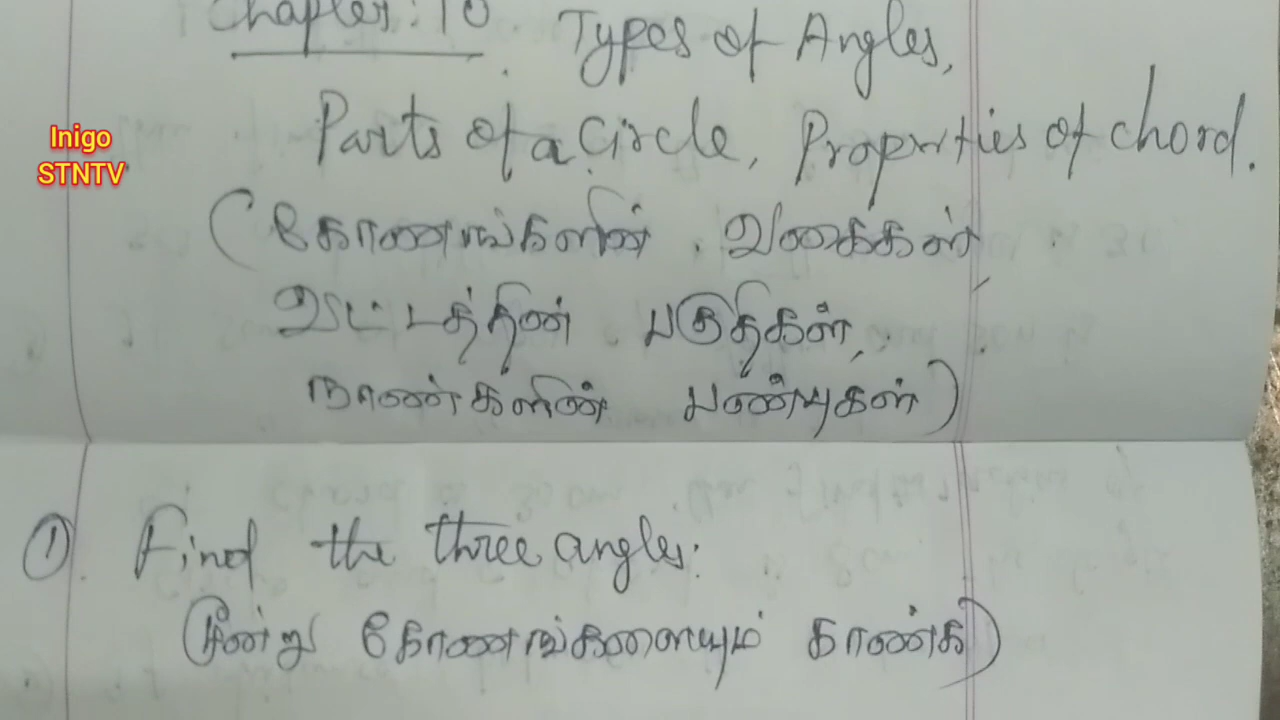 Chapter: 10. Types of Angles,
Parts of a Circle, Properties of chord.
(கோணங்களின் வகைகள்,
வட்டத்தின் பகுதிகள்,
நாண்களின் பண்புகள்)
Inigo
STNTV
① Find the three angles:
(மூன்று கோணங்களையும் காண்க)